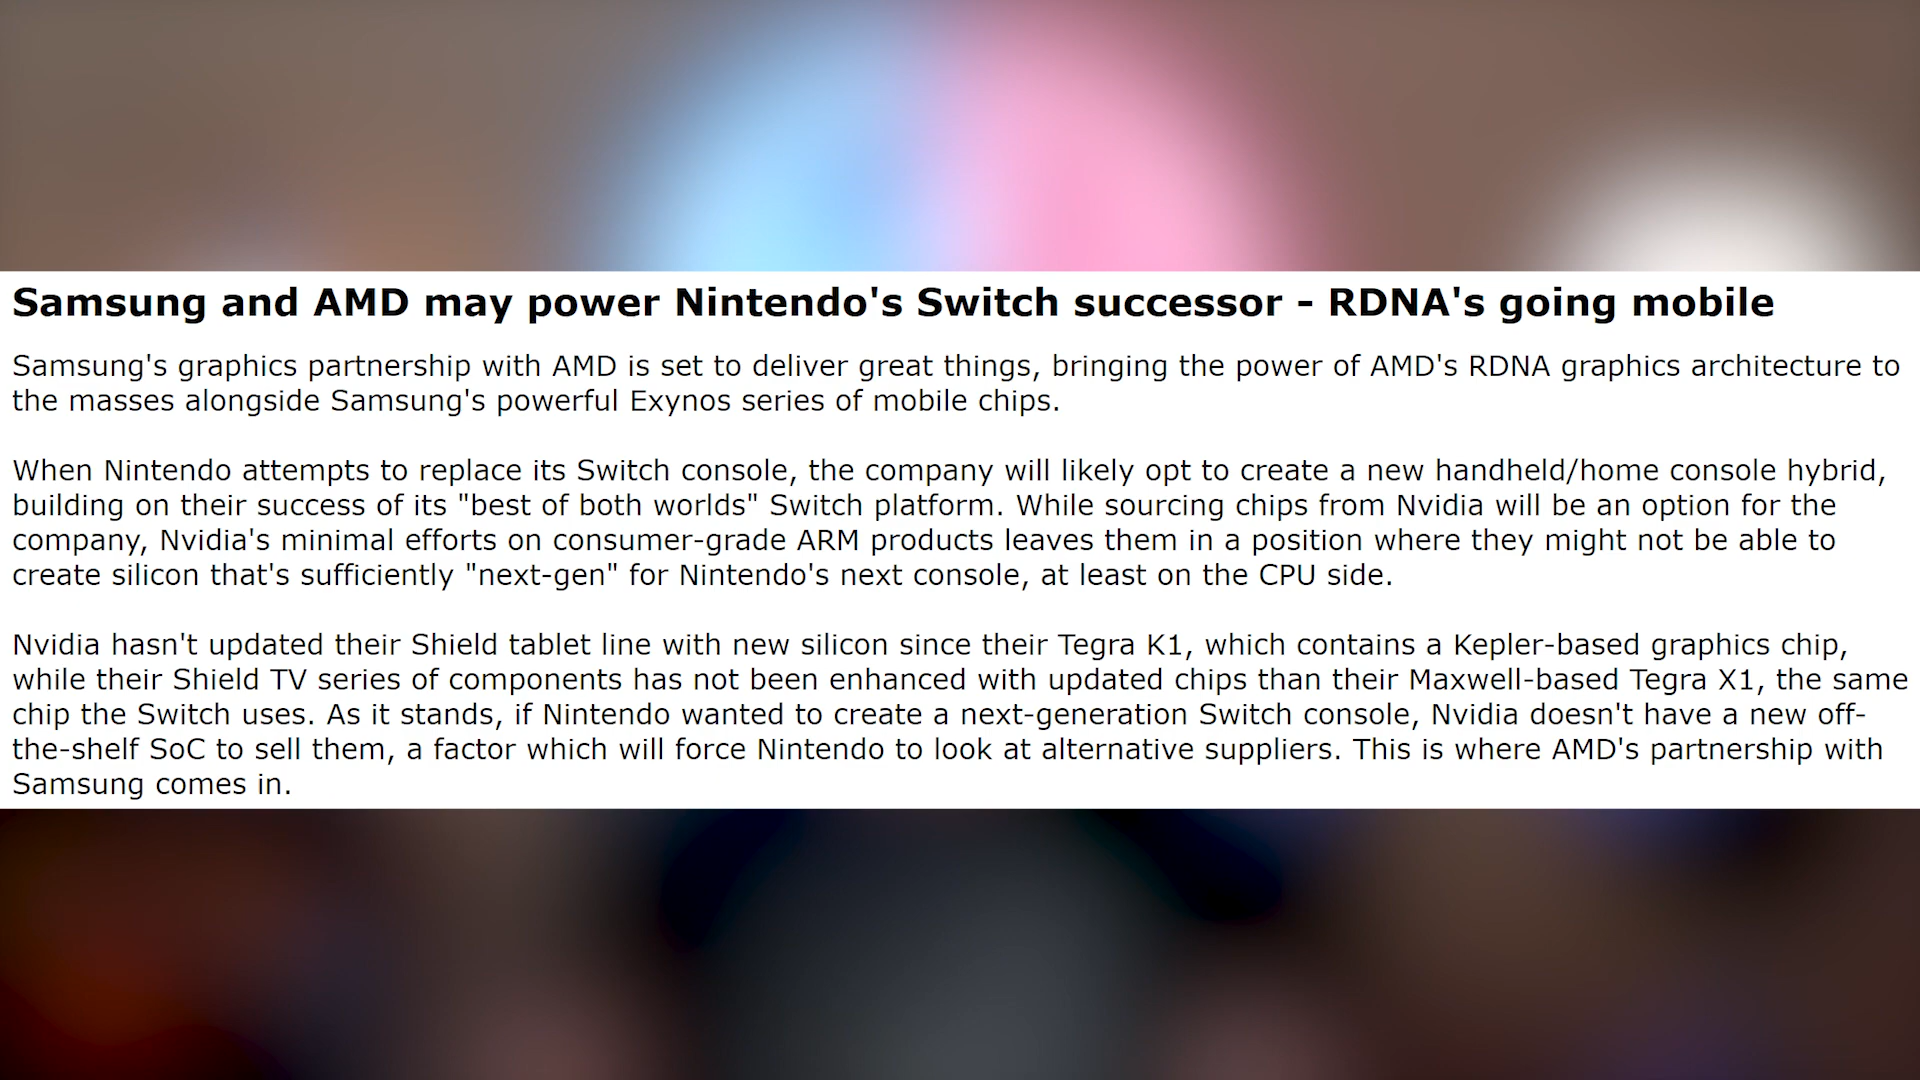 Samsung and AMD may power Nintendo's Switch successor - RDNA's going mobile
Samsung's graphics partnership with AMD is set to deliver great things, bringing the power of AMD's RDNA graphics architecture to
the masses alongside Samsung's powerful Exynos series of mobile chips.
When Nintendo attempts to replace its Switch console, the company will likely opt to create a new handheld/home console hybrid,
building on their success of its "best of both worlds" Switch platform. While sourcing chips from Nvidia will be an option for the
company, Nvidia's minimal efforts on consumer-grade ARM products leaves them in a position where they might not be able to
create silicon that's sufficiently "next-gen" for Nintendo's next console, at least on the CPU side.
Nvidia hasn't updated their Shield tablet line with new silicon since their Tegra K1, which contains a Kepler-based graphics chip,
while their Shield TV series of components has not been enhanced with updated chips than their Maxwell-based Tegra X1, the same
chip the Switch uses. As it stands, if Nintendo wanted to create a next-generation Switch console, Nvidia doesn't have a new off-
the-shelf SoC to sell them, a factor which will force Nintendo to look at alternative suppliers. This is where AMD's partnership with
Samsung comes in.